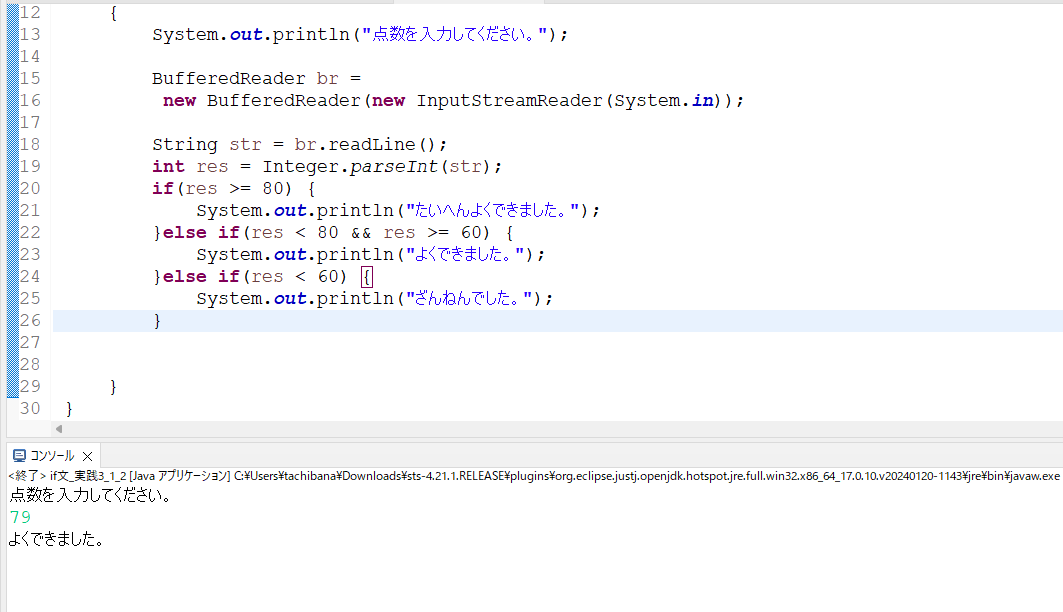 12 {
13 System.out.println("点数を入力してください。");
14
15 BufferedReader br =
16 new BufferedReader(new InputStreamReader(System.in));
17
18 String str = br.readLine();
19 int res = Integer.parseInt(str);
20 if(res >= 80) {
21 System.out.println("たいへんよくできました。");
22 }else if(res < 80 && res >= 60) {
23 System.out.println("よくできました。");
24 }else if(res < 60) {
25 System.out.println("ざんねんでした。");
26 }
27
28
29 }
30 }
コンソール ×
<終了> if文_実践3_1_2 [Java アプリケーション] C:¥Users¥tachibana¥Downloads¥sts-4.21.1.RELEASE¥plugins¥org.eclipse.justj.openjdk.hotspot.jre.full.win32.x86_64_17.0.10.v20240120-1143¥jre¥bin¥javaw.exe
点数を入力してください。
79
よくできました。